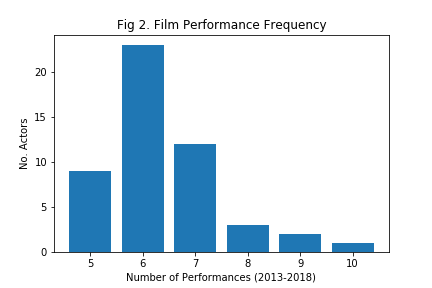 Fig 2. Film Performance Frequency
No. Actors
20
15
10
5
0
5 6 7 8 9 10
Number of Performances (2013-2018)